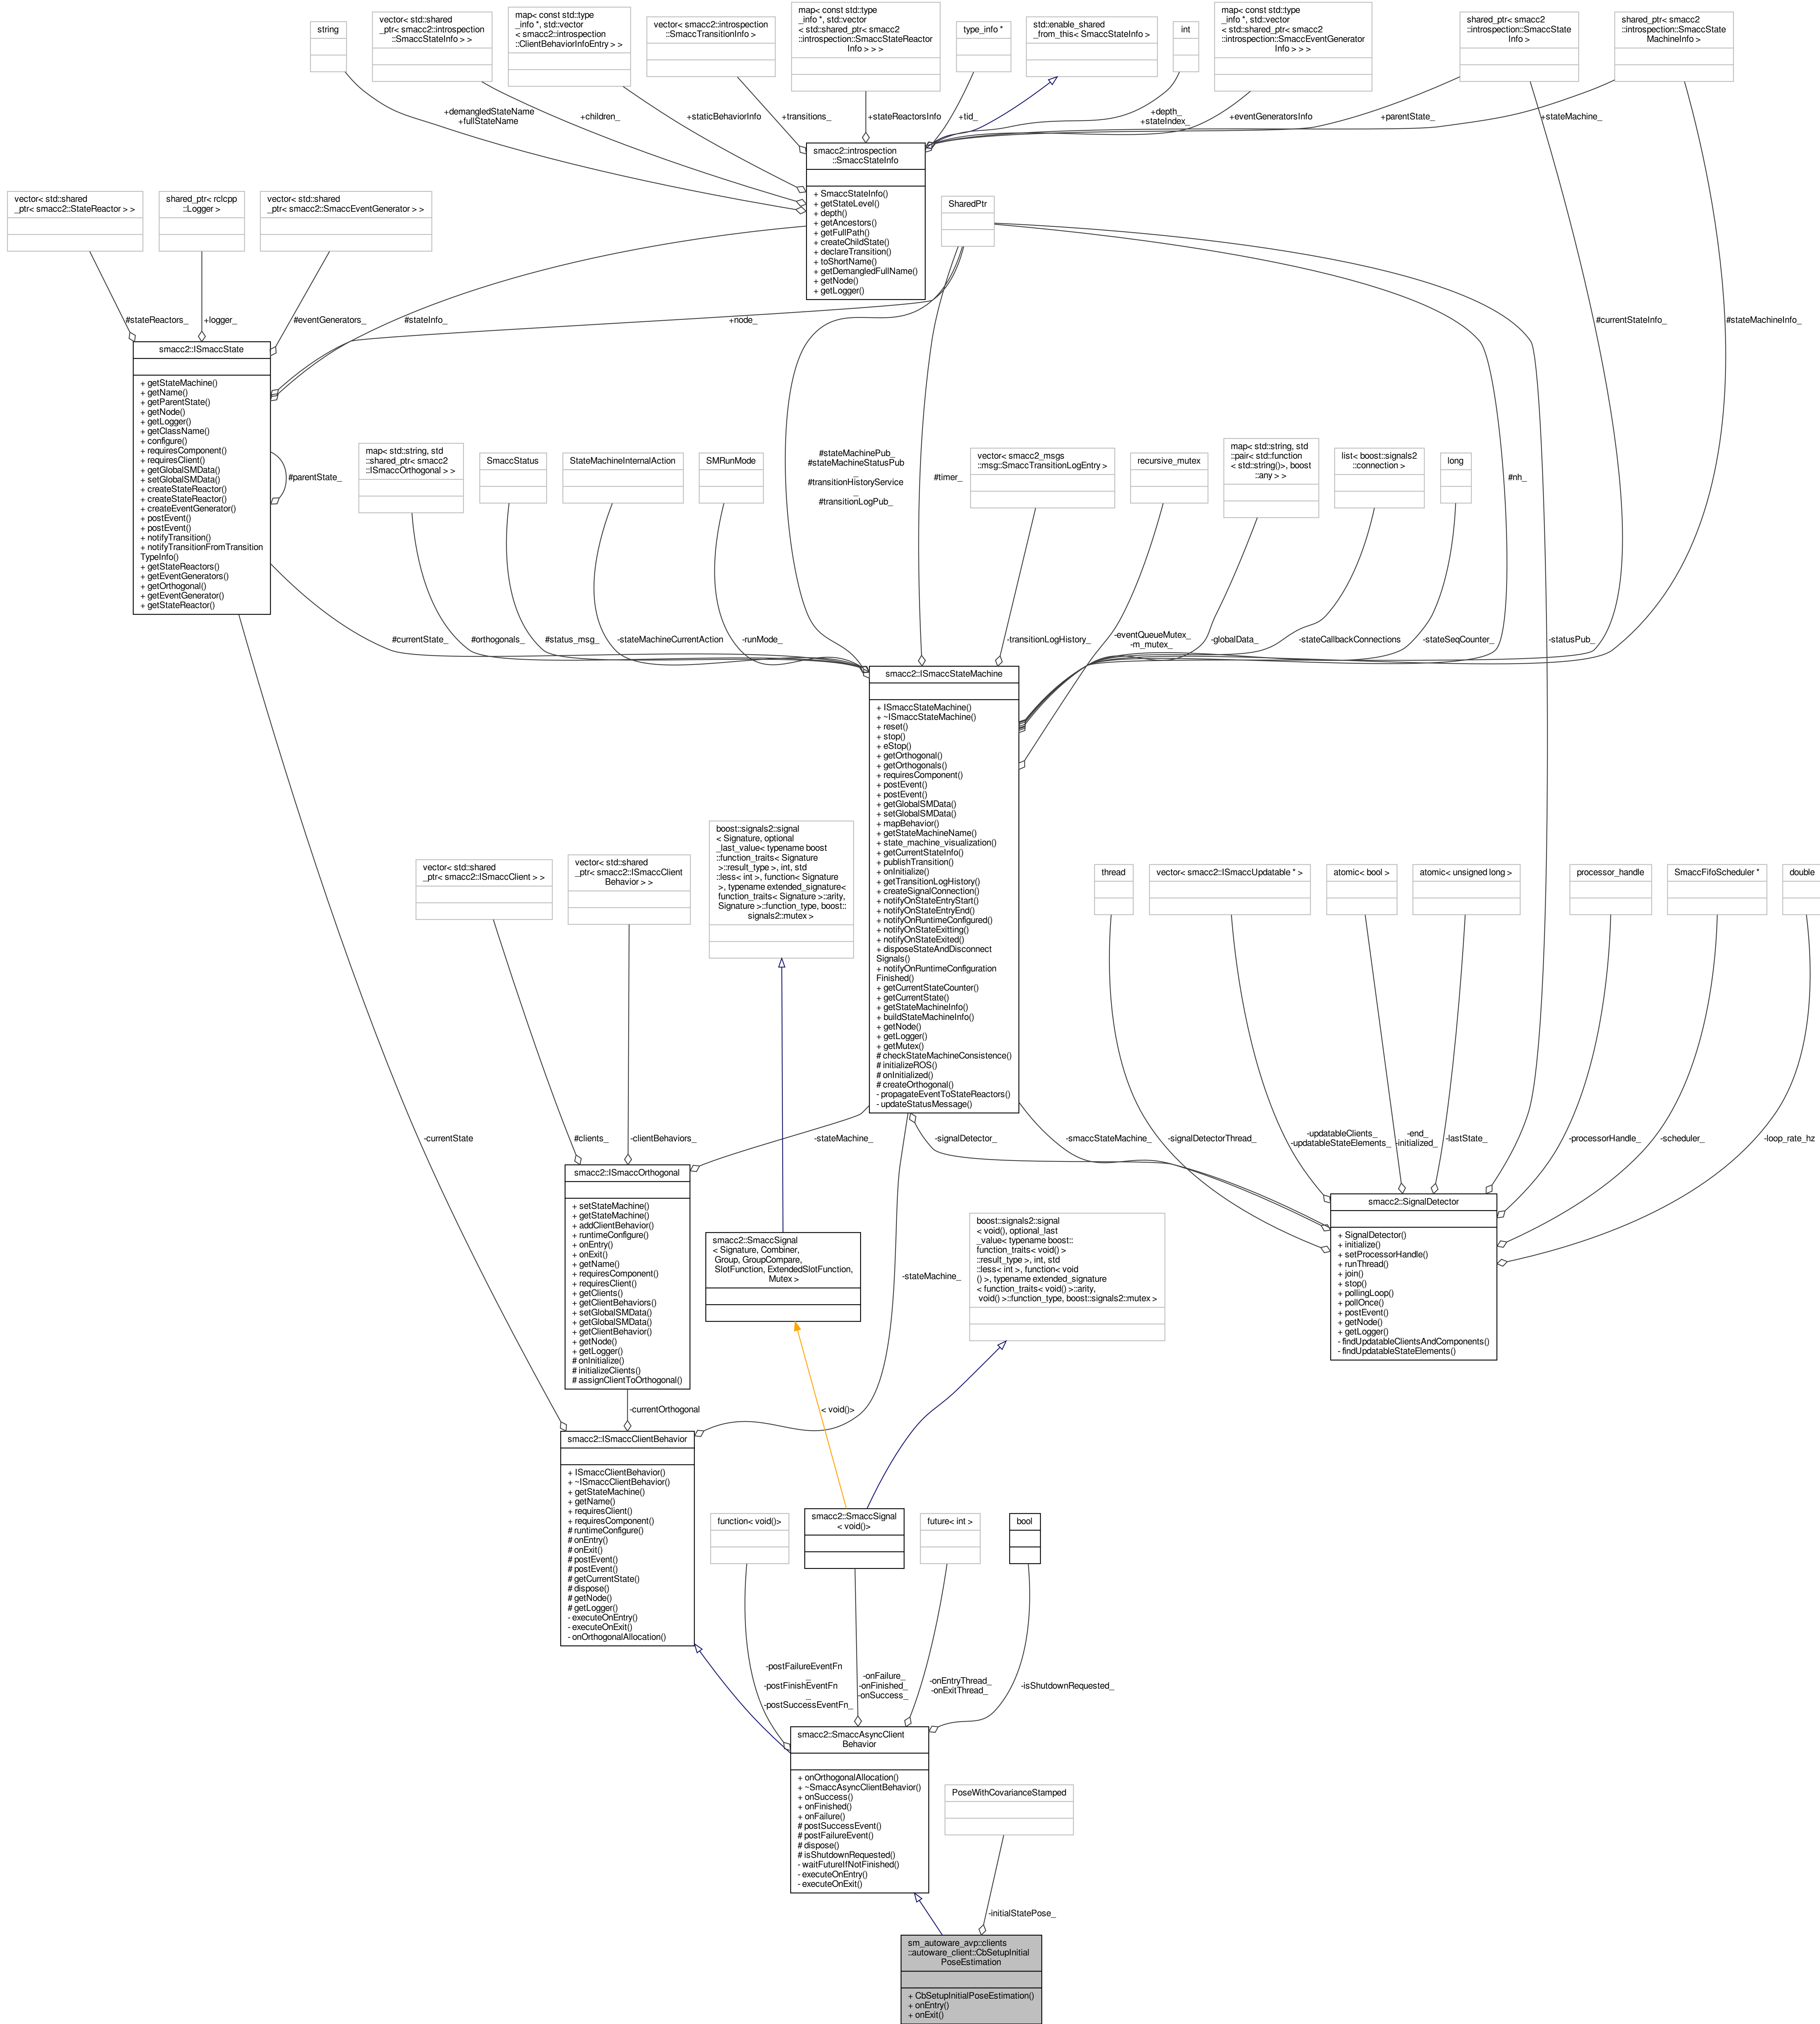 string
vector< std::shared
_ptr< smacc2::introspection
::SmaccStateInfo > >
map< const std::type
_info *, std::vector
< smacc2::introspection
::ClientBehaviorInfoEntry > >
vector< smacc2::introspection
::SmaccTransitionInfo >
map< const std::type
_info *, std::vector
< std::shared_ptr< smacc2
::introspection::SmaccStateReactor
Info > > >
type_info *
std::enable_shared
_from_this< SmaccStateInfo >
int
map< const std::type
_info *, std::vector
< std::shared_ptr< smacc2
::introspection::SmaccEventGenerator
Info > > >
shared_ptr< smacc2
::introspection::SmaccState
Info >
shared_ptr< smacc2
::introspection::SmaccState
MachineInfo >
+demangledStateName
+fullStateName
+children_
+staticBehaviorInfo
+transitions_
+stateReactorsInfo
+tid_
+depth_
+stateIndex_
+eventGeneratorsInfo
+parentState_
+stateMachine_
smacc2::introspection
::SmaccStateInfo
+ SmaccStateInfo()
+ getStateLevel()
+ depth()
+ getAncestors()
+ getFullPath()
+ createChildState()
+ declareTransition()
+ toShortName()
+ getDemangledFullName()
+ getNode()
+ getLogger()
vector< std::shared
_ptr< smacc2::StateReactor > >
shared_ptr< rclcpp
::Logger >
vector< std::shared
_ptr< smacc2::SmaccEventGenerator > >
SharedPtr
#stateReactors_
+logger_
#eventGenerators_
#stateInfo_
+node_
#currentStateInfo_
#stateMachineInfo_
smacc2::ISmaccState
+ getStateMachine()
+ getName()
+ getParentState()
+ getNode()
+ getLogger()
+ getClassName()
+ configure()
+ requiresComponent()
+ requiresClient()
+ getGlobalSMData()
+ setGlobalSMData()
+ createStateReactor()
+ createStateReactor()
+ createEventGenerator()
+ postEvent()
+ postEvent()
+ notifyTransition()
+ notifyTransitionFromTransition
TypeInfo()
+ getStateReactors()
+ getEventGenerators()
+ getOrthogonal()
+ getEventGenerator()
+ getStateReactor()
#parentState_
map< std::string, std
::shared_ptr< smacc2
::ISmaccOrthogonal > >
SmaccStatus
StateMachineInternalAction
SMRunMode
#stateMachinePub_
#stateMachineStatusPub
_
#transitionHistoryService
_
#transitionLogPub_
#timer_
vector< smacc2_msgs
::msg::SmaccTransitionLogEntry >
recursive_mutex
map< std::string, std
::pair< std::function
< std::string()>, boost
::any > >
list< boost::signals2
::connection >
long
#nh_
#currentState_
#orthogonals_
#status_msg_
-stateMachineCurrentAction
-runMode_
-transitionLogHistory_
-eventQueueMutex_
-m_mutex_
-globalData_
-stateCallbackConnections
-stateSeqCounter_
-statusPub_
smacc2::ISmaccStateMachine
+ ISmaccStateMachine()
+ ~ISmaccStateMachine()
+ reset()
+ stop()
+ eStop()
+ getOrthogonal()
+ getOrthogonals()
+ requiresComponent()
+ postEvent()
+ postEvent()
+ getGlobalSMData()
+ setGlobalSMData()
+ mapBehavior()
+ getStateMachineName()
+ state_machine_visualization()
+ getCurrentStateInfo()
+ publishTransition()
+ onInitialize()
+ getTransitionLogHistory()
+ createSignalConnection()
+ notifyOnStateEntryStart()
+ notifyOnStateEntryEnd()
+ notifyOnRuntimeConfigured()
+ notifyOnStateExitting()
+ notifyOnStateExited()
+ disposeStateAndDisconnect
Signals()
+ notifyOnRuntimeConfiguration
Finished()
+ getCurrentStateCounter()
+ getCurrentState()
+ getStateMachineInfo()
+ buildStateMachineInfo()
+ getNode()
+ getLogger()
+ getMutex()
# checkStateMachineConsistence()
# initializeROS()
# onInitialized()
# createOrthogonal()
- propagateEventToStateReactors()
- updateStatusMessage()
vector< std::shared
_ptr< smacc2::ISmaccClient > >
vector< std::shared
_ptr< smacc2::ISmaccClient
Behavior > >
boost::signals2::signal
< Signature, optional
_last_value< typename boost
::function_traits< Signature
>::result_type >, int, std
::less< int >, function< Signature
>, typename extended_signature<
function_traits< Signature >::arity,
Signature >::function_type, boost::
signals2::mutex >
thread
vector< smacc2::ISmaccUpdatable * >
atomic< bool >
atomic< unsigned long >
processor_handle
SmaccFifoScheduler *
double
-currentState
#clients_
-clientBehaviors_
-stateMachine_
-signalDetector_
-smaccStateMachine_
-signalDetectorThread_
-updatableClients_
-updatableStateElements_
-end_
-initialized_
-lastState_
-processorHandle_
-scheduler_
-loop_rate_hz
smacc2::ISmaccOrthogonal
+ setStateMachine()
+ getStateMachine()
+ addClientBehavior()
+ runtimeConfigure()
+ onEntry()
+ onExit()
+ getName()
+ requiresComponent()
+ requiresClient()
+ getClients()
+ getClientBehaviors()
+ setGlobalSMData()
+ getGlobalSMData()
+ getClientBehavior()
+ getNode()
+ getLogger()
# onInitialize()
# initializeClients()
# assignClientToOrthogonal()
smacc2::SmaccSignal
< Signature, Combiner,
Group, GroupCompare,
SlotFunction, ExtendedSlotFunction,
Mutex >
-stateMachine_
boost::signals2::signal
< void(), optional_last
_value< typename boost::
function_traits< void() >
::result_type >, int, std
::less< int >, function< void
() >, typename extended_signature
< function_traits< void() >::arity,
void() >::function_type, boost::signals2::mutex >
smacc2::SignalDetector
+ SignalDetector()
+ initialize()
+ setProcessorHandle()
+ runThread()
+ join()
+ stop()
+ pollingLoop()
+ pollOnce()
+ postEvent()
+ getNode()
+ getLogger()
- findUpdatableClientsAndComponents()
- findUpdatableStateElements()
-currentOrthogonal
< void()>
smacc2::ISmaccClientBehavior
+ ISmaccClientBehavior()
+ ~ISmaccClientBehavior()
+ getStateMachine()
+ getName()
+ requiresClient()
+ requiresComponent()
# runtimeConfigure()
# onEntry()
# onExit()
# postEvent()
# postEvent()
# getCurrentState()
# dispose()
# getNode()
# getLogger()
- executeOnEntry()
- executeOnExit()
- onOrthogonalAllocation()
function< void()>
smacc2::SmaccSignal
< void()>
future< int >
bool
-postFailureEventFn
_
-postFinishEventFn
_
-postSuccessEventFn_
-onFailure_
-onFinished_
-onSuccess_
-onEntryThread_
-onExitThread_
-isShutdownRequested_
smacc2::SmaccAsyncClient
Behavior
+ onOrthogonalAllocation()
+ ~SmaccAsyncClientBehavior()
+ onSuccess()
+ onFinished()
+ onFailure()
# postSuccessEvent()
# postFailureEvent()
# dispose()
# isShutdownRequested()
- waitFutureIfNotFinished()
- executeOnEntry()
- executeOnExit()
PoseWithCovarianceStamped
-initialStatePose_
sm_autoware_avp::clients
::autoware_client::CbSetupInitial
PoseEstimation
+ CbSetupInitialPoseEstimation()
+ onEntry()
+ onExit()